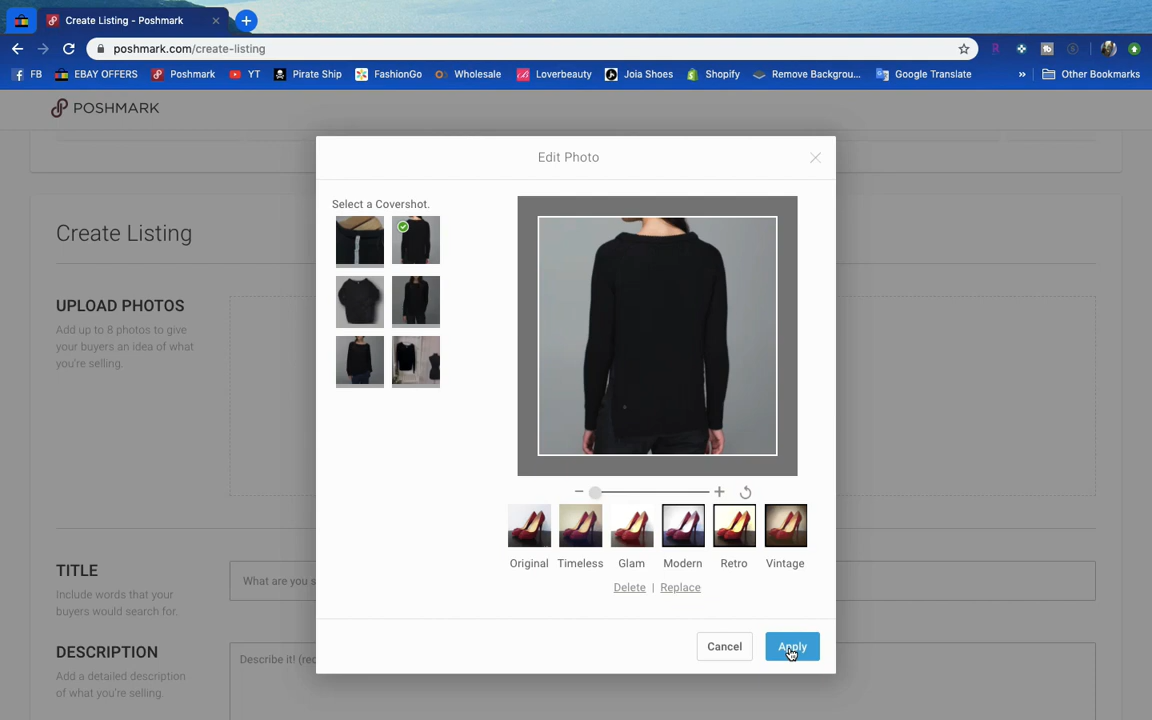 Create Listing - Poshmark
poshmark.com/create-listing
FB
EBAY OFFERS
Poshmark
YT
Pirate Ship
FashionGo
Wholesale
Loverbeauty
Joia Shoes
Shopify
Remove Backgrou...
Google Translate
»
Other Bookmarks
POSHMARK
Edit Photo
Select a Covershot.
Create Listing
UPLOAD PHOTOS
Add up to 8 photos to give
your buyers an idea of what
you're selling.
Original
Timeless
Glam
Modern
Retro
Vintage
Delete | Replace
TITLE
Include words that your
buyers would search for.
What are you s
DESCRIPTION
Add a detailed description
of what you're selling.
Describe it! (rec
Cancel
Apply